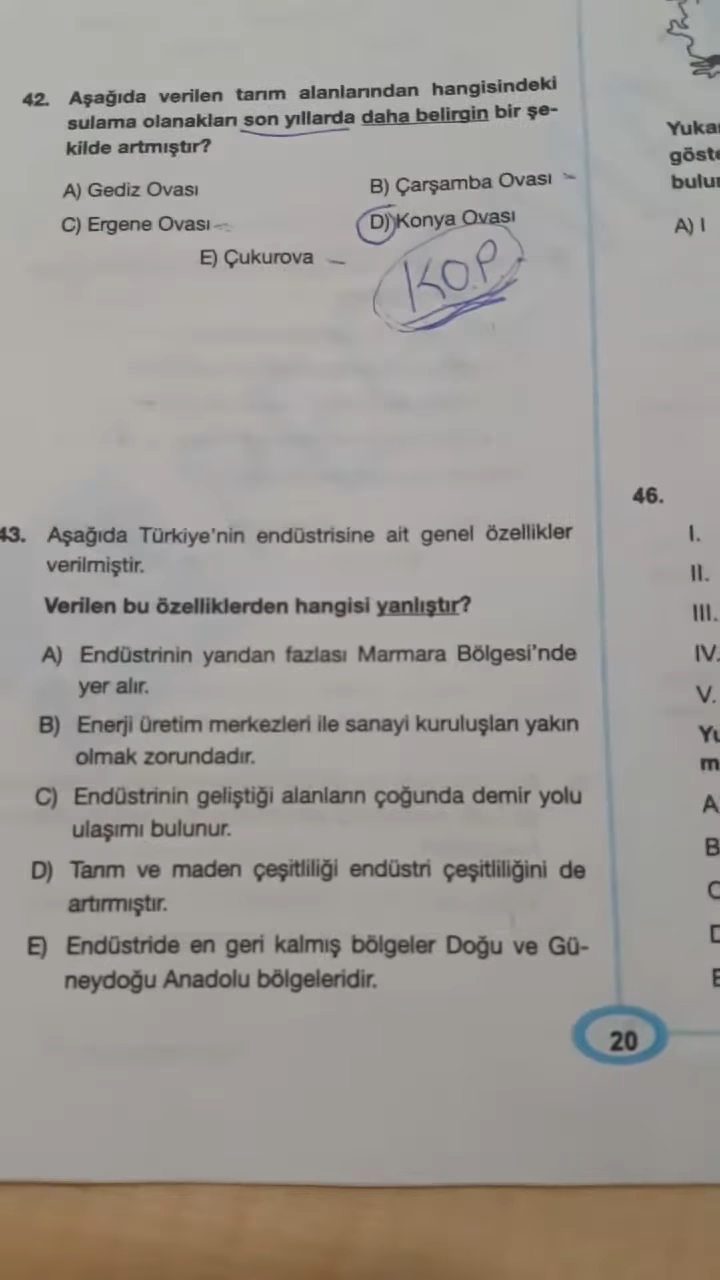 42. Aşağıda verilen tarım alanlarından hangisindeki
sulama olanakları son yıllarda daha belirgin bir şe-
kilde artmıştır?
A) Gediz Ovası
B) Çarşamba Ovası
C) Ergene Ovası
D) Konya Ovası
E) Çukurova
K.O.P
43. Aşağıda Türkiye'nin endüstrisine ait genel özellikler
verilmiştir.
Verilen bu özelliklerden hangisi yanlıştır?
A) Endüstrinin yarıdan fazlası Marmara Bölgesi'nde
yer alır.
B) Enerji üretim merkezleri ile sanayi kuruluşları yakın
olmak zorundadır.
C) Endüstrinin geliştiği alanların çoğunda demir yolu
ulaşımı bulunur.
D) Tarım ve maden çeşitliliği endüstri çeşitliliğini de
artırmıştır.
E) Endüstride en geri kalmış bölgeler Doğu ve Gü-
neydoğu Anadolu bölgeleridir.
20
A) I
46.
I.
II.
III.
IV.
V.
A
B
C
D
E